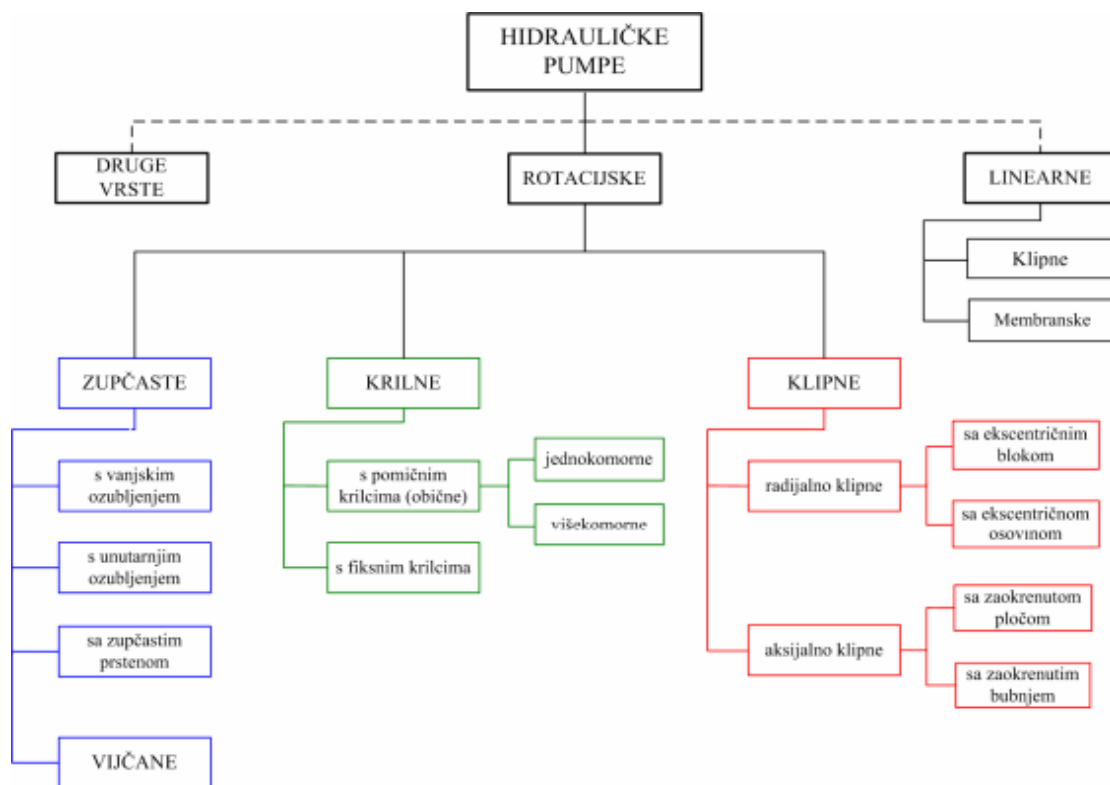 HIDRAULIČKE
PUMPE
DRUGE
VRSTE
ROTACIJSKE
LINEARNE
Klipne
Membranske
ZUPČASTE
KRILNE
KLIPNE
s vanjskim
ozubljenjem
s unutarnjim
ozubljenjem
sa zupčastim
prstenom
VIJČANE
s pomičnim
krilcima (obične)
jednokomorne
višekomorne
s fiksnim krilcima
radijalno klipne
sa ekscentričnim
blokom
sa ekscentričnom
osovinom
aksijalno klipne
sa zaokrenutom
pločom
sa zaokrenutim
bubnjem